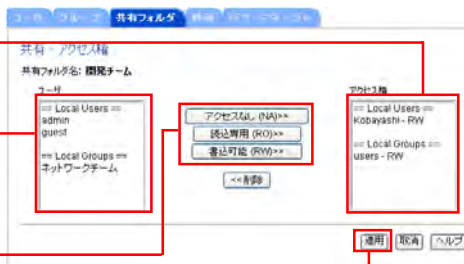 ユーザ グループ 共有フォルダ
共有・アクセス権
共有フォルダ名: 開発チーム
ユーザ
== Local Users ==
admin
guest
== Local Groups ==
ネットワークチーム
アクセスなし (NA)>>
読込専用 (RO)>>
書込可能 (RW)>>
<<削除
アクセス権
== Local Users ==
Kobayashi - RW
== Local Groups ==
users - RW
適用 取消 ヘルプ